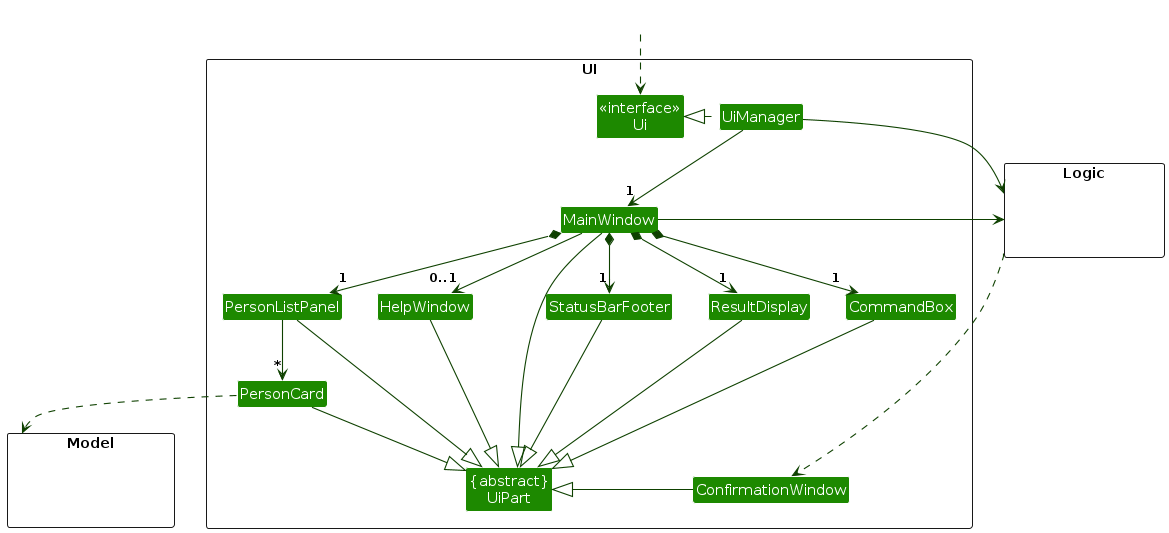 UI
«interface»
Ui
UiManager
Logic
1
MainWindow
1
0..1
1
1
1
PersonListPanel
HelpWindow
StatusBarFooter
ResultDisplay
CommandBox
*
PersonCard
Model
{abstract}
UiPart
ConfirmationWindow